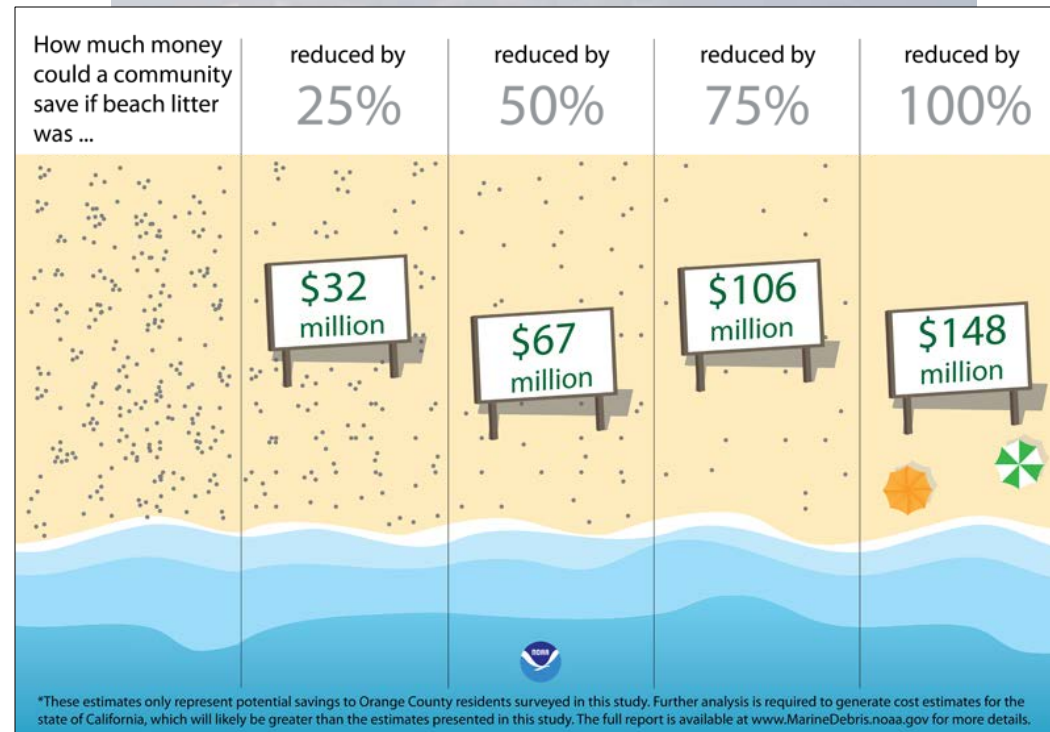 How much money
could a community
save if beach litter
was ...
reduced by
25%
reduced by
50%
reduced by
75%
reduced by
100%
$32
million
$67
million
$106
million
$148
million
NOAA
*These estimates only represent potential savings to Orange County residents surveyed in this study. Further analysis is required to generate cost estimates for the
state of California, which will likely be greater than the estimates presented in this study. The full report is available at www.MarineDebris.noaa.gov for more details.